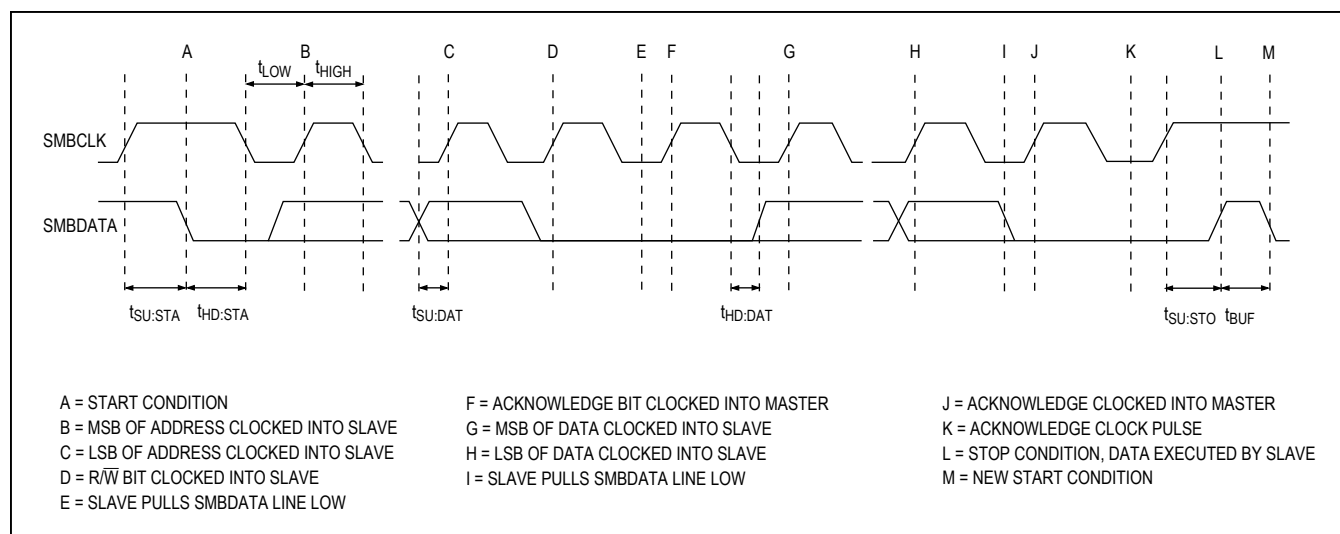 A B C D E F G H I J K L M
tLOW tHIGH
SMBCLK
SMBDATA
tSU:STA tHD:STA tSU:DAT tHD:DAT tSU:STO tBUF
A = START CONDITION
B = MSB OF ADDRESS CLOCKED INTO SLAVE
C = LSB OF ADDRESS CLOCKED INTO SLAVE
D = R/W̅ BIT CLOCKED INTO SLAVE
E = SLAVE PULLS SMBDATA LINE LOW
F = ACKNOWLEDGE BIT CLOCKED INTO MASTER
G = MSB OF DATA CLOCKED INTO SLAVE
H = LSB OF DATA CLOCKED INTO SLAVE
I = SLAVE PULLS SMBDATA LINE LOW
J = ACKNOWLEDGE CLOCKED INTO MASTER
K = ACKNOWLEDGE CLOCK PULSE
L = STOP CONDITION, DATA EXECUTED BY SLAVE
M = NEW START CONDITION